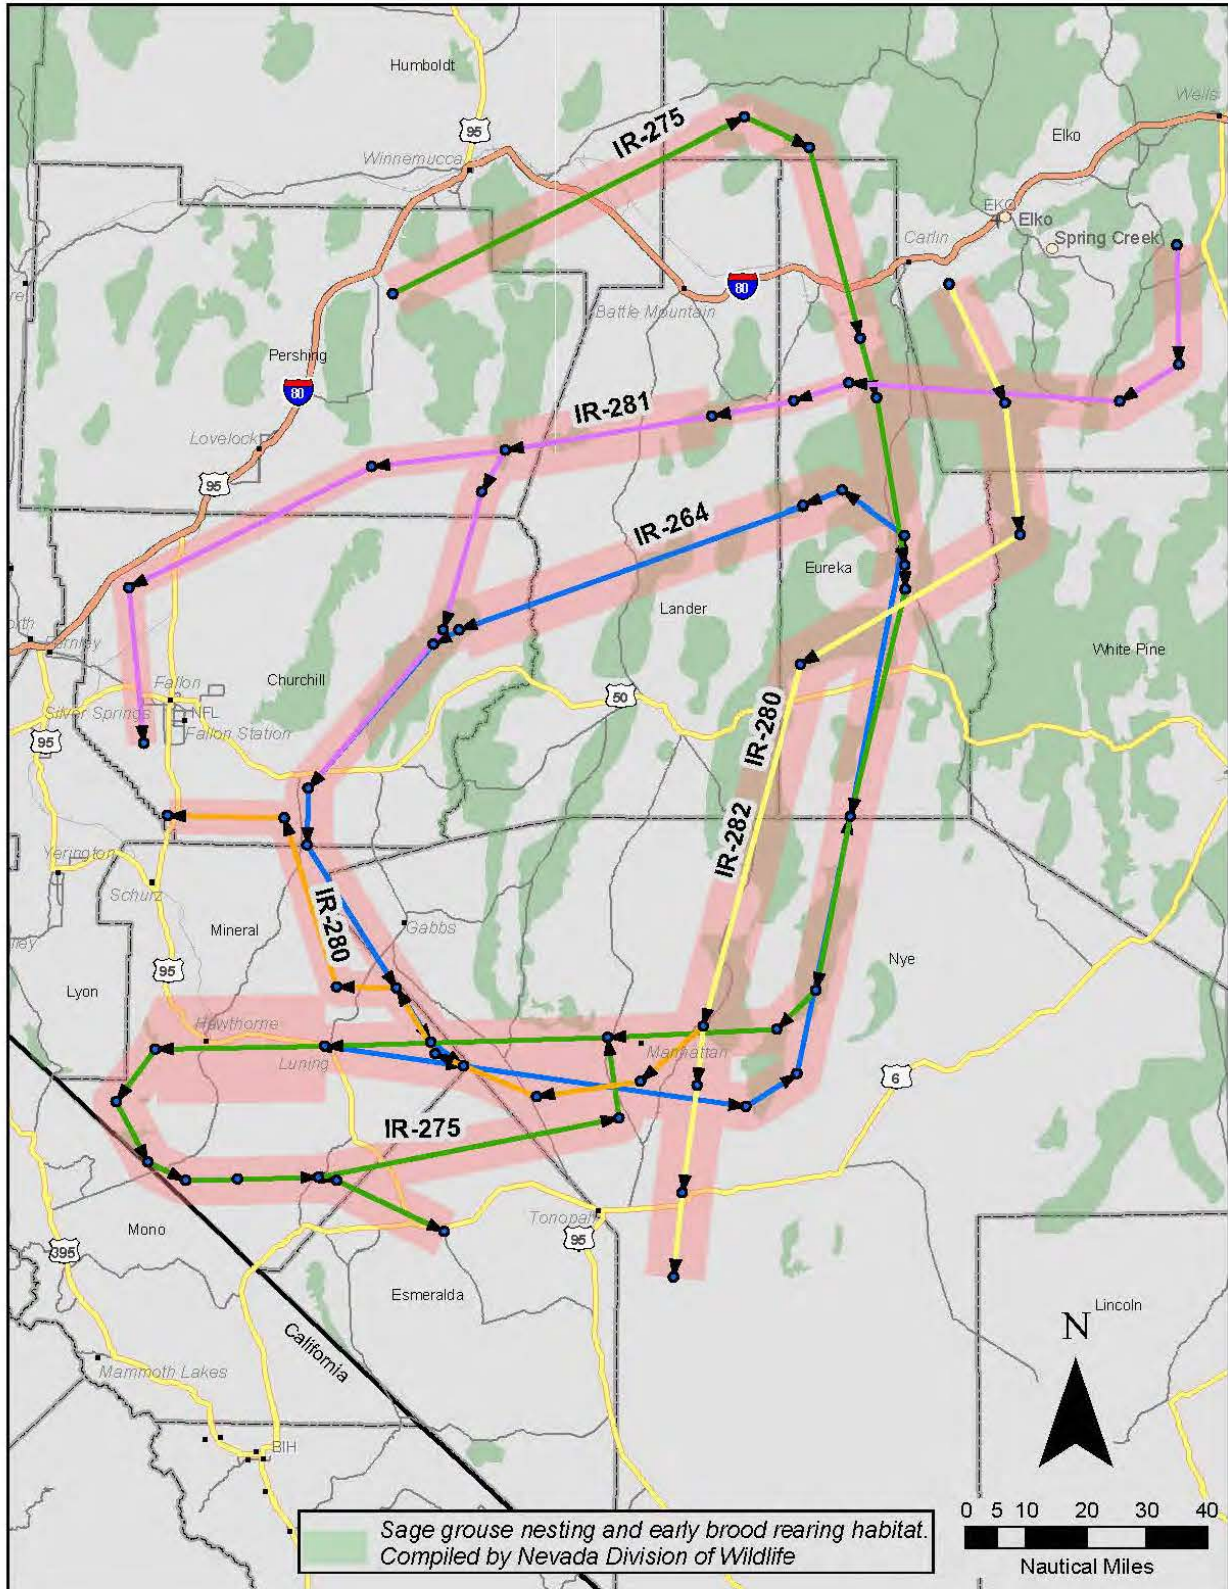 Humboldt
95
Winnemucca
IR-275
Wells
Elko
EKO
Elko
Spring Creek
Carlin
80
Battle Mountain
Pershing
80
IR-281
Lovelock
95
IR-264
Eureka
Lander
White Pine
Fernley
Churchill
Fallon
50
Silver Springs
NFL
Fallon Station
95
IR-280
IR-282
Yerington
Schurz
IR-280
Mineral
Gabbs
Nye
95
Lyon
Hawthorne
Luning
Manhattan
6
IR-275
Tonopah
95
Mono
395
Esmeralda
Lincoln
California
N
Mammoth Lakes
BIH
Sage grouse nesting and early brood rearing habitat.
Compiled by Nevada Division of Wildlife
0 5 10 20 30 40
Nautical Miles